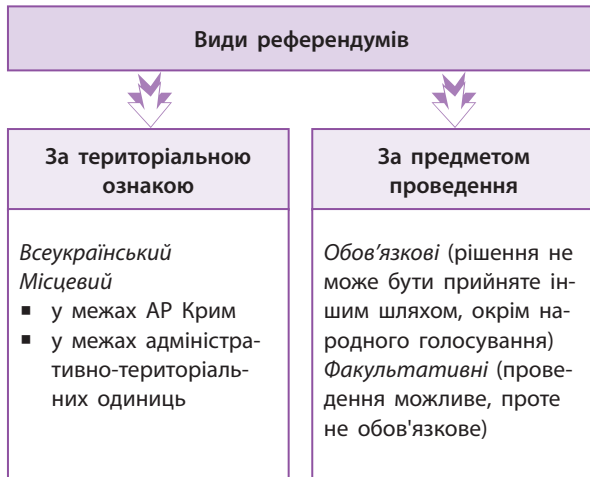 Види референдумів
За територіальною
ознакою
Всеукраїнський
Місцевий
▪ у межах АР Крим
▪ у межах адміністра-
тивно-територіаль-
них одиниць
За предметом
проведення
Обов’язкові (рішення не
може бути прийняте ін-
шим шляхом, окрім на-
родного голосування)
Факультативні (прове-
дення можливе, проте
не обов'язкове)